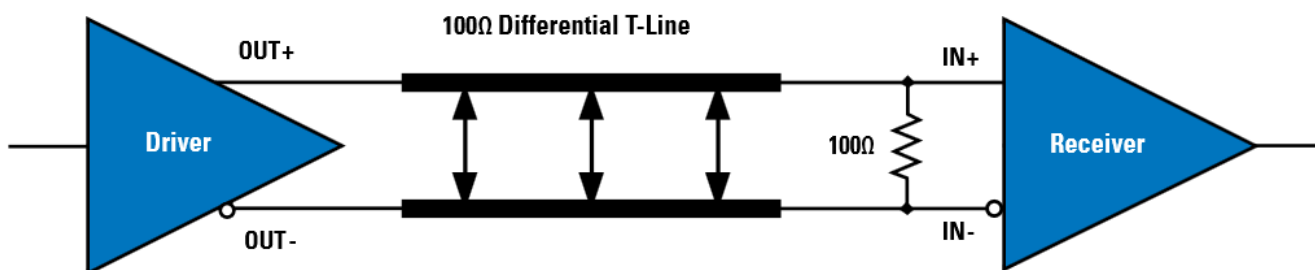 100Ω Differential T-Line
OUT+
IN+
Driver
100Ω
Receiver
OUT-
IN-